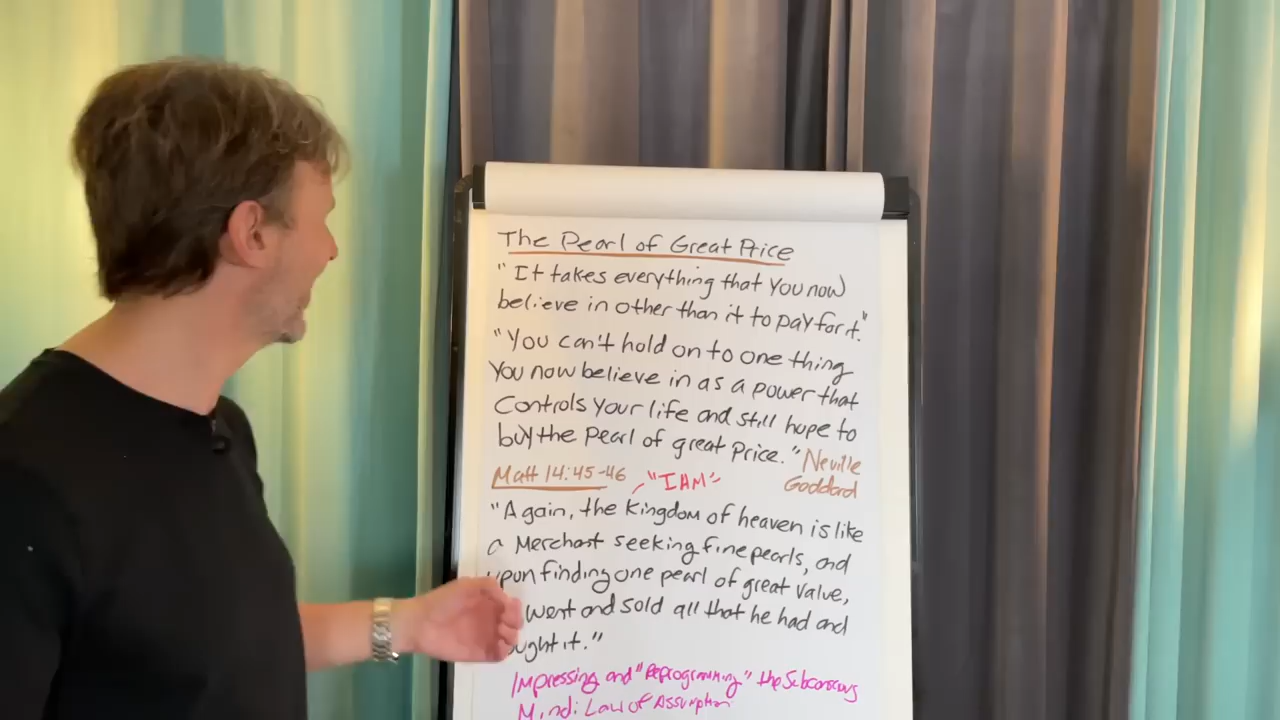 The Pearl of Great Price
"It takes everything that you now
believe in other than it to pay for it."
"You can't hold on to one thing
You now believe in as a power that
Controls your life and still hope to
buy the Pearl of great Price." Neville
Goddard
Matt 14:45-46 "I AM"
"Again, the Kingdom of heaven is like
a Merchant seeking fine pearls, and
upon finding one pearl of great value,
went and sold all that he had and
ought it."
Impressing and "Reprogramming" the Subconscious
Mind: Law of Assumption